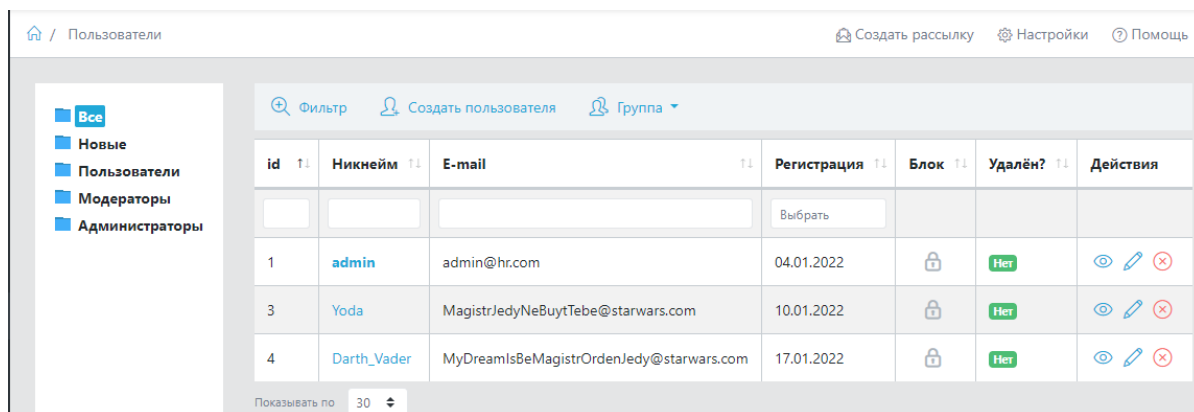 / Пользователи Создать рассылку Настройки Помощь
Все
Новые
Пользователи
Модераторы
Администраторы
Фильтр Создать пользователя Группа
id Никнейм E-mail Регистрация Блок Удалён? Действия
Выбрать
1 admin admin@hr.com 04.01.2022 Нет
3 Yoda MagistrJedyNeBuytTebe@starwars.com 10.01.2022 Нет
4 Darth_Vader MyDreamIsBeMagistrOrdenJedy@starwars.com 17.01.2022 Нет
Показывать по 30